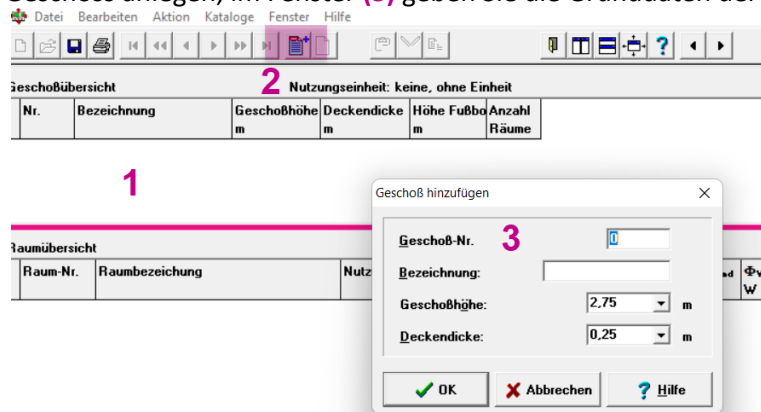 Geschoss anlegen, im Fenster (3) geben Sie die Grunddaten der
Datei Bearbeiten Aktion Kataloge Fenster Hilfe
2
Geschoßübersicht Nutzungseinheit: keine, ohne Einheit
Nr. Bezeichnung Geschoßhöhe Deckendicke Höhe Fußbo Anzahl
m m m Räume
1
Geschoß hinzufügen
Geschoß-Nr. 3 0
Bezeichnung:
Geschoßhöhe: 2,75 m
Deckendicke: 0,25 m
OK Abbrechen ? Hilfe
Raumübersicht
Raum-Nr. Raumbezeichung Nutz
W